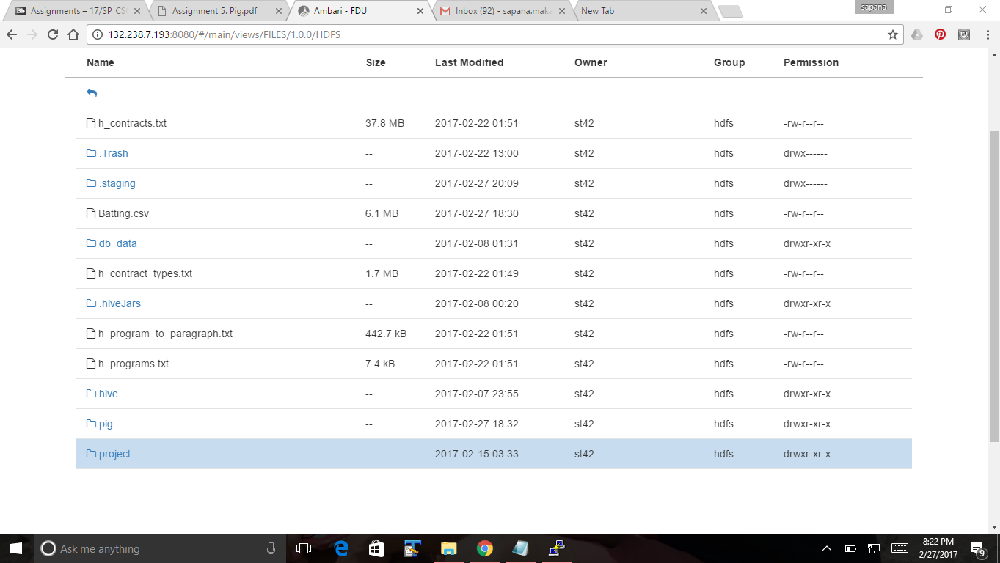 Assignments – 17/SP_CS
Assignment 5. Pig.pdf
Ambari - FDU
Inbox (92) - sapana.maka
New Tab
sapana
132.238.7.193:8080/#/main/views/FILES/1.0.0/HDFS
Name Size Last Modified Owner Group Permission
h_contracts.txt 37.8 MB 2017-02-22 01:51 st42 hdfs -rw-r--r--
.Trash -- 2017-02-22 13:00 st42 hdfs drwx------
.staging -- 2017-02-27 20:09 st42 hdfs drwx------
Batting.csv 6.1 MB 2017-02-27 18:30 st42 hdfs -rw-r--r--
db_data -- 2017-02-08 01:31 st42 hdfs drwxr-xr-x
h_contract_types.txt 1.7 MB 2017-02-22 01:49 st42 hdfs -rw-r--r--
.hiveJars -- 2017-02-08 00:20 st42 hdfs drwxr-xr-x
h_program_to_paragraph.txt 442.7 kB 2017-02-22 01:51 st42 hdfs -rw-r--r--
h_programs.txt 7.4 kB 2017-02-22 01:51 st42 hdfs -rw-r--r--
hive -- 2017-02-07 23:55 st42 hdfs drwxr-xr-x
pig -- 2017-02-27 18:32 st42 hdfs drwxr-xr-x
project -- 2017-02-15 03:33 st42 hdfs drwxr-xr-x
Ask me anything
8:22 PM
2/27/2017
9